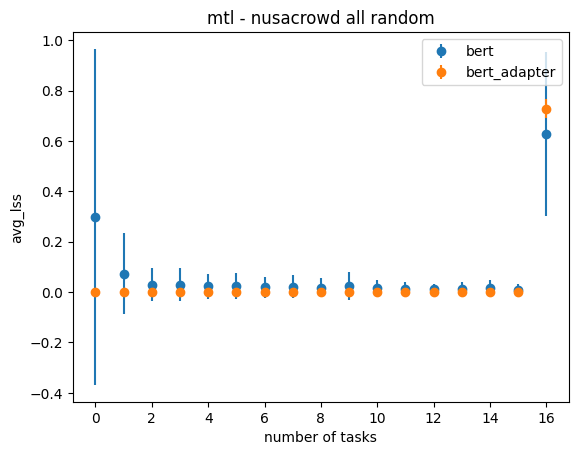 mtl - nusacrowd all random
bert
bert_adapter
avg_lss
1.0
0.8
0.6
0.4
0.2
0.0
−0.2
−0.4
0 2 4 6 8 10 12 14 16
number of tasks